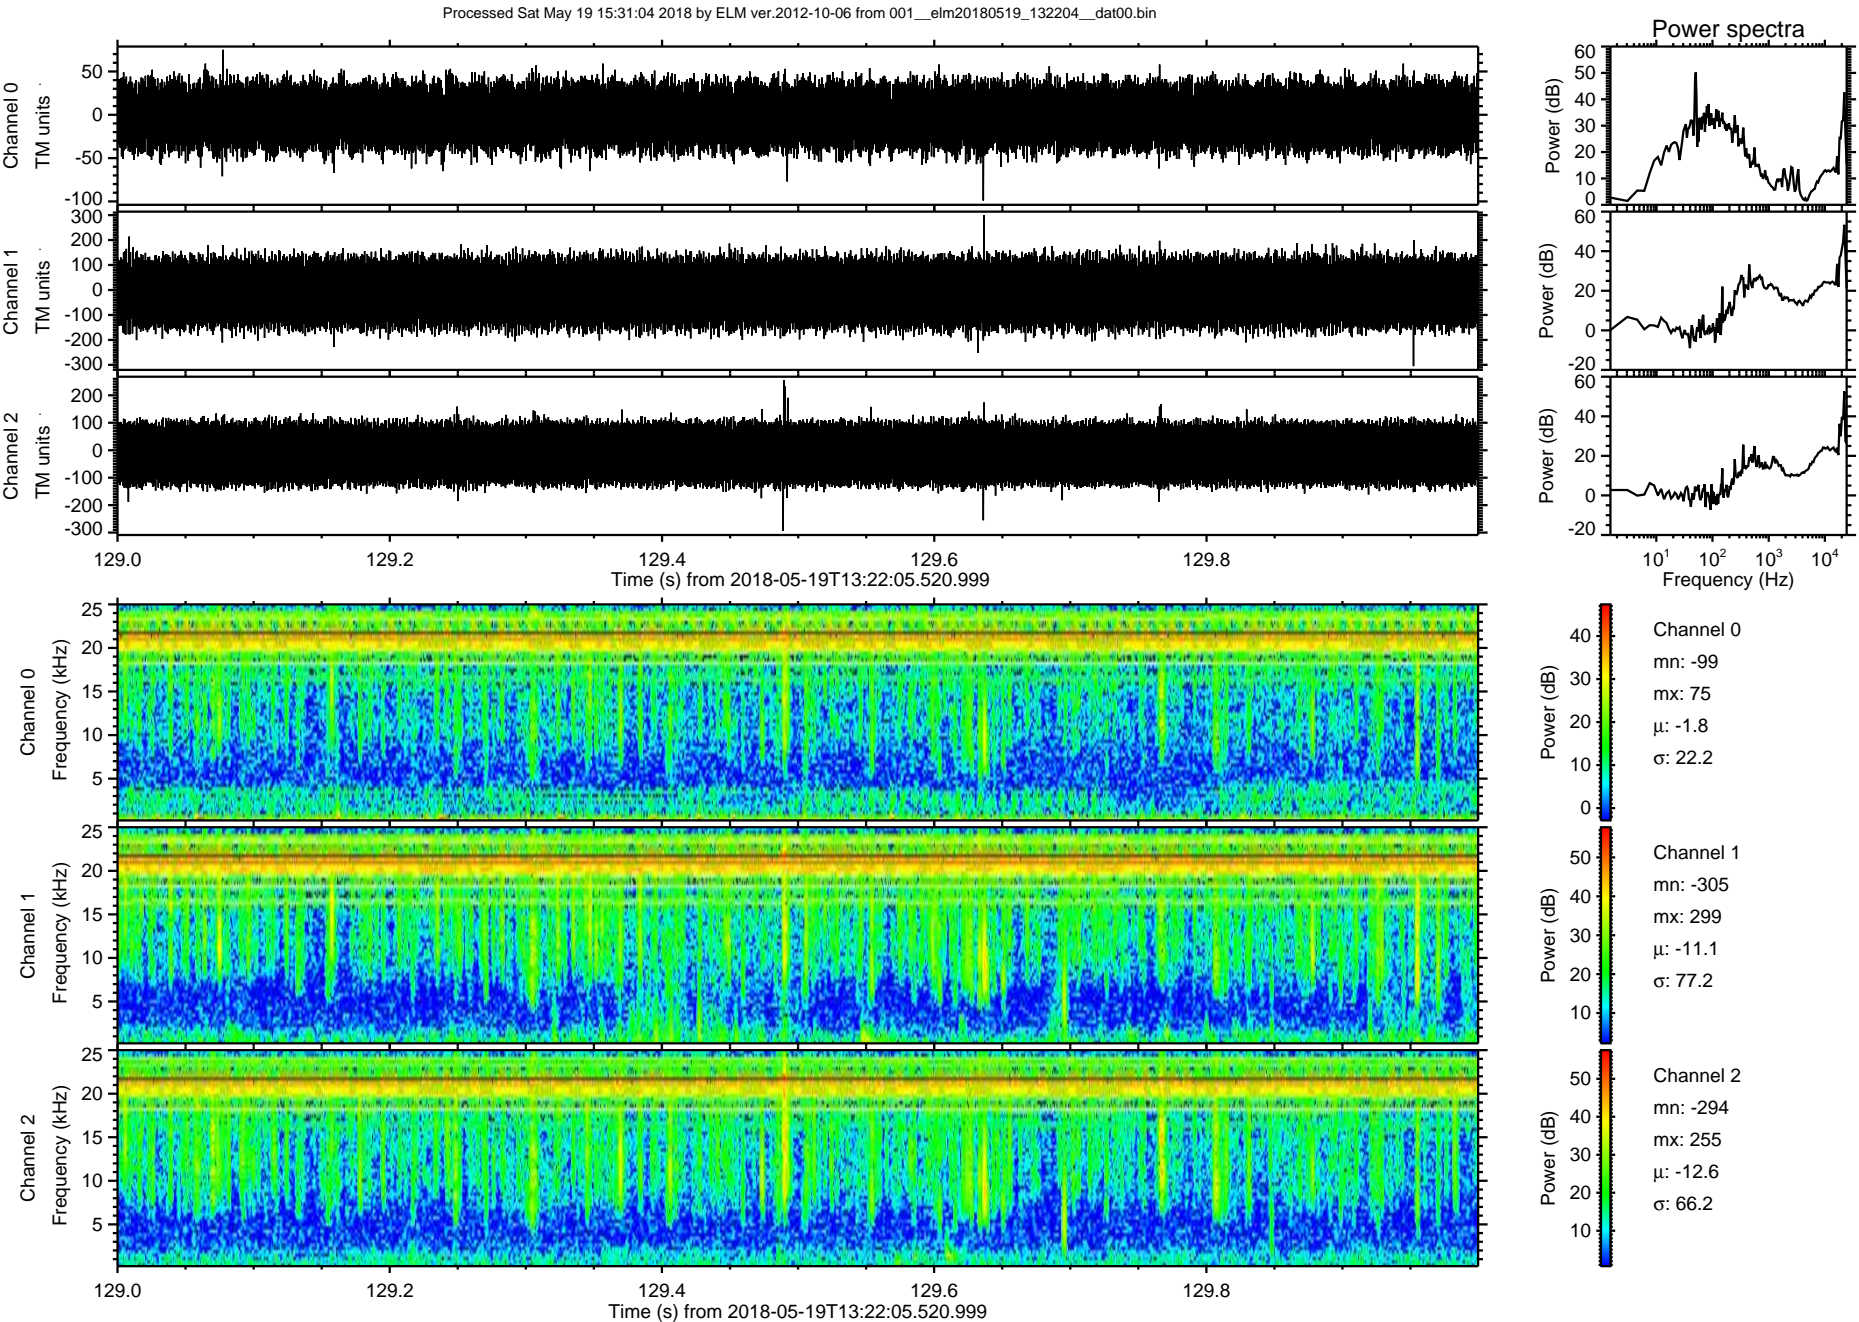 Processed Sat May 19 15:31:04 2018 by ELM ver.2012-10-06 from 001__elm20180519_132204__dat00.bin
Power spectra
Channel 0
TM units
50
0
-50
-100
Power (dB)
60
50
40
30
20
10
0
Channel 1
TM units
300
200
100
0
-100
-200
-300
Power (dB)
60
40
20
0
-20
Channel 2
TM units
200
100
0
-100
-200
-300
Power (dB)
60
40
20
0
-20
129.0 129.2 129.4 129.6 129.8
Time (s) from 2018-05-19T13:22:05.520.999
10^1 10^2 10^3 10^4
Frequency (Hz)
Channel 0
Frequency (kHz)
25
20
15
10
5
Power (dB)
40
30
20
10
0
Channel 0
mn: -99
mx: 75
μ: -1.8
σ: 22.2
Channel 1
Frequency (kHz)
25
20
15
10
5
Power (dB)
50
40
30
20
10
Channel 1
mn: -305
mx: 299
μ: -11.1
σ: 77.2
Channel 2
Frequency (kHz)
25
20
15
10
5
Power (dB)
50
40
30
20
10
Channel 2
mn: -294
mx: 255
μ: -12.6
σ: 66.2
129.0 129.2 129.4 129.6 129.8
Time (s) from 2018-05-19T13:22:05.520.999